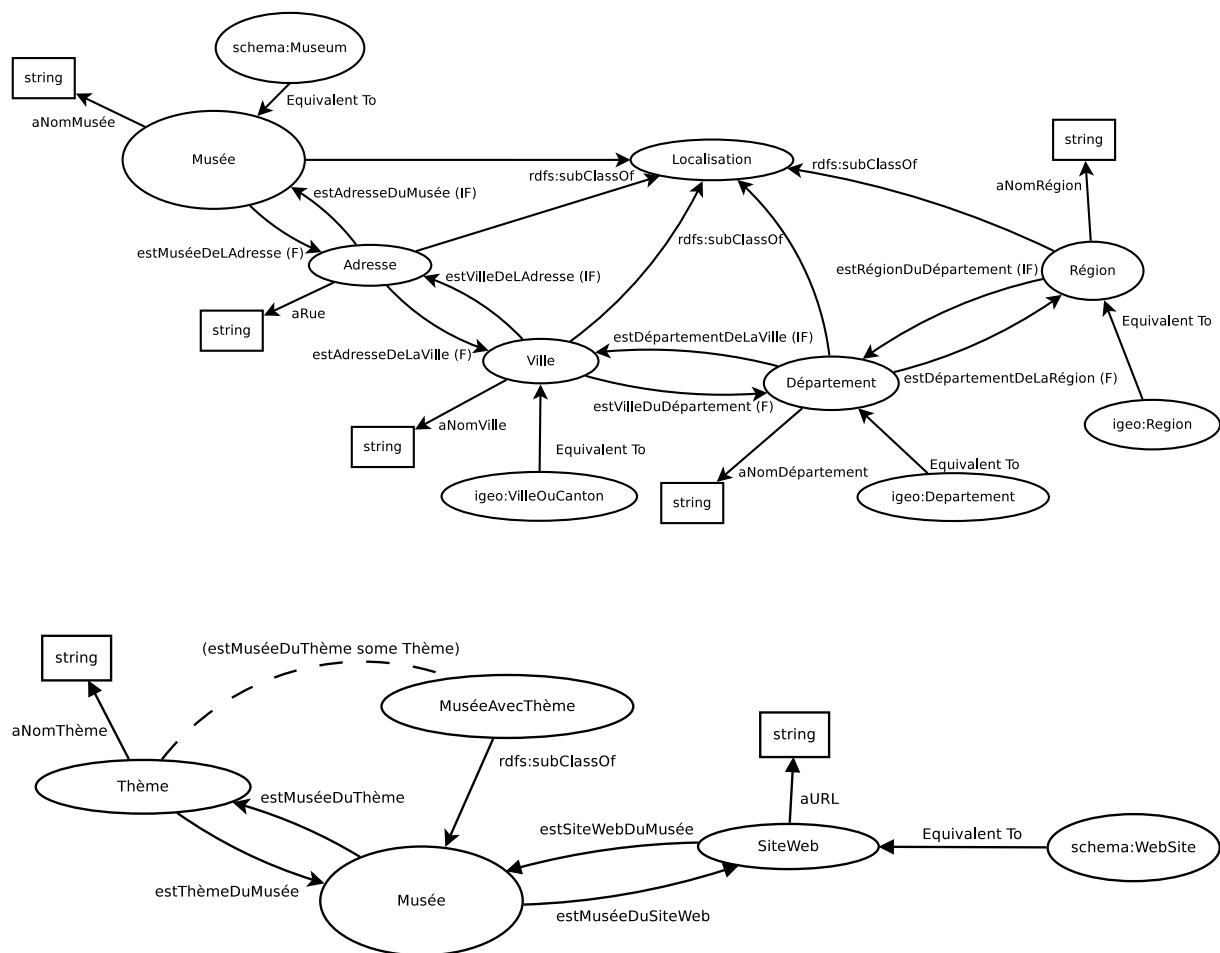 schema:Museum
string
Equivalent To
aNomMusée
string
Musée
Localisation
rdfs:subClassOf
rdfs:subClassOf
aNomRégion
estAdresseDuMusée (IF)
rdfs:subClassOf
estMuséeDeLAdresse (F)
Adresse
estVilleDeLAdresse (IF)
estRégionDuDépartement (IF)
Région
aRue
string
Equivalent To
estDépartementDeLaVille (IF)
estAdresseDeLaVille (F)
Ville
Département
estDépartementDeLaRégion (F)
estVilleDuDépartement (F)
aNomVille
igeo:Region
string
Equivalent To
Equivalent To
aNomDépartement
igeo:VilleOuCanton
string
igeo:Departement
(estMuséeDuThème some Thème)
string
MuséeAvecThème
aNomThème
string
rdfs:subClassOf
Thème
estMuséeDuThème
aURL
estSiteWebDuMusée
Equivalent To
SiteWeb
schema:WebSite
estThèmeDuMusée
Musée
estMuséeDuSiteWeb